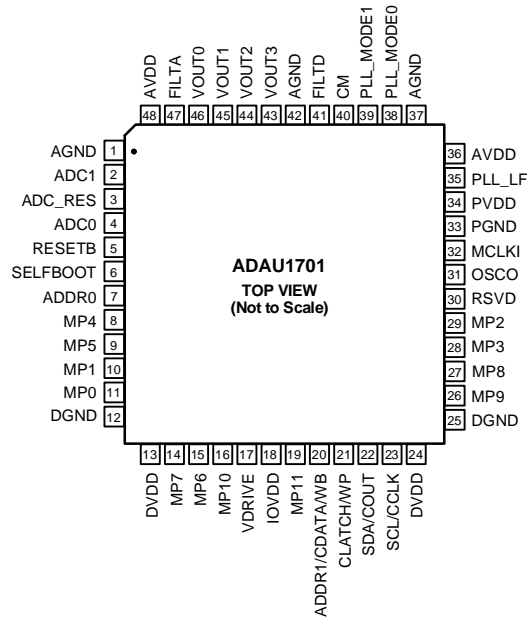 AVDD
FILTA
VOUT0
VOUT1
VOUT2
VOUT3
AGND
FILTD
CM
PLL_MODE1
PLL_MODE0
AGND
48
47
46
45
44
43
42
41
40
39
38
37
AGND 1
ADC1 2
ADC_RES 3
ADC0 4
RESETB 5
SELFBOOT 6
ADDR0 7
MP4 8
MP5 9
MP1 10
MP0 11
DGND 12
ADAU1701
TOP VIEW
(Not to Scale)
36 AVDD
35 PLL_LF
34 PVDD
33 PGND
32 MCLKI
31 OSCO
30 RSVD
29 MP2
28 MP3
27 MP8
26 MP9
25 DGND
13
14
15
16
17
18
19
20
21
22
23
24
DVDD
MP7
MP6
MP10
VDRIVE
IOVDD
MP11
ADDR1/CDATA/WB
CLATCH/WP
SDA/COUT
SCL/CCLK
DVDD